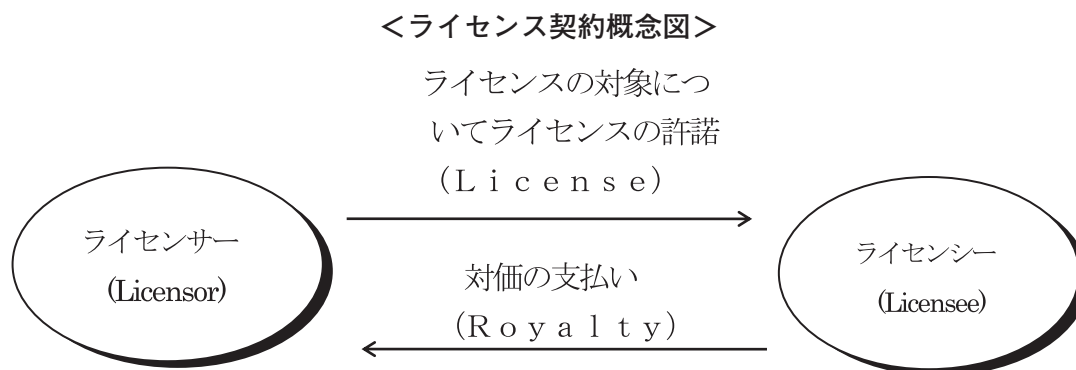 ＜ライセンス契約概念図＞
ライセンスの対象につ
いてライセンスの許諾
（Ｌｉｃｅｎｓｅ）
ライセンサー
(Licensor)
対価の支払い
（Ｒｏｙａｌｔｙ）
ライセンシー
(Licensee)